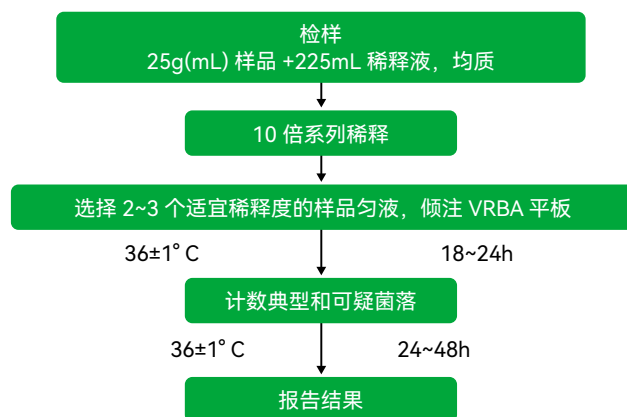 检样
25g(mL) 样品 +225mL 稀释液，均质
10 倍系列稀释
选择 2~3 个适宜稀释度的样品匀液，倾注 VRBA 平板
36±1°C 18~24h
计数典型和可疑菌落
36±1°C 24~48h
报告结果